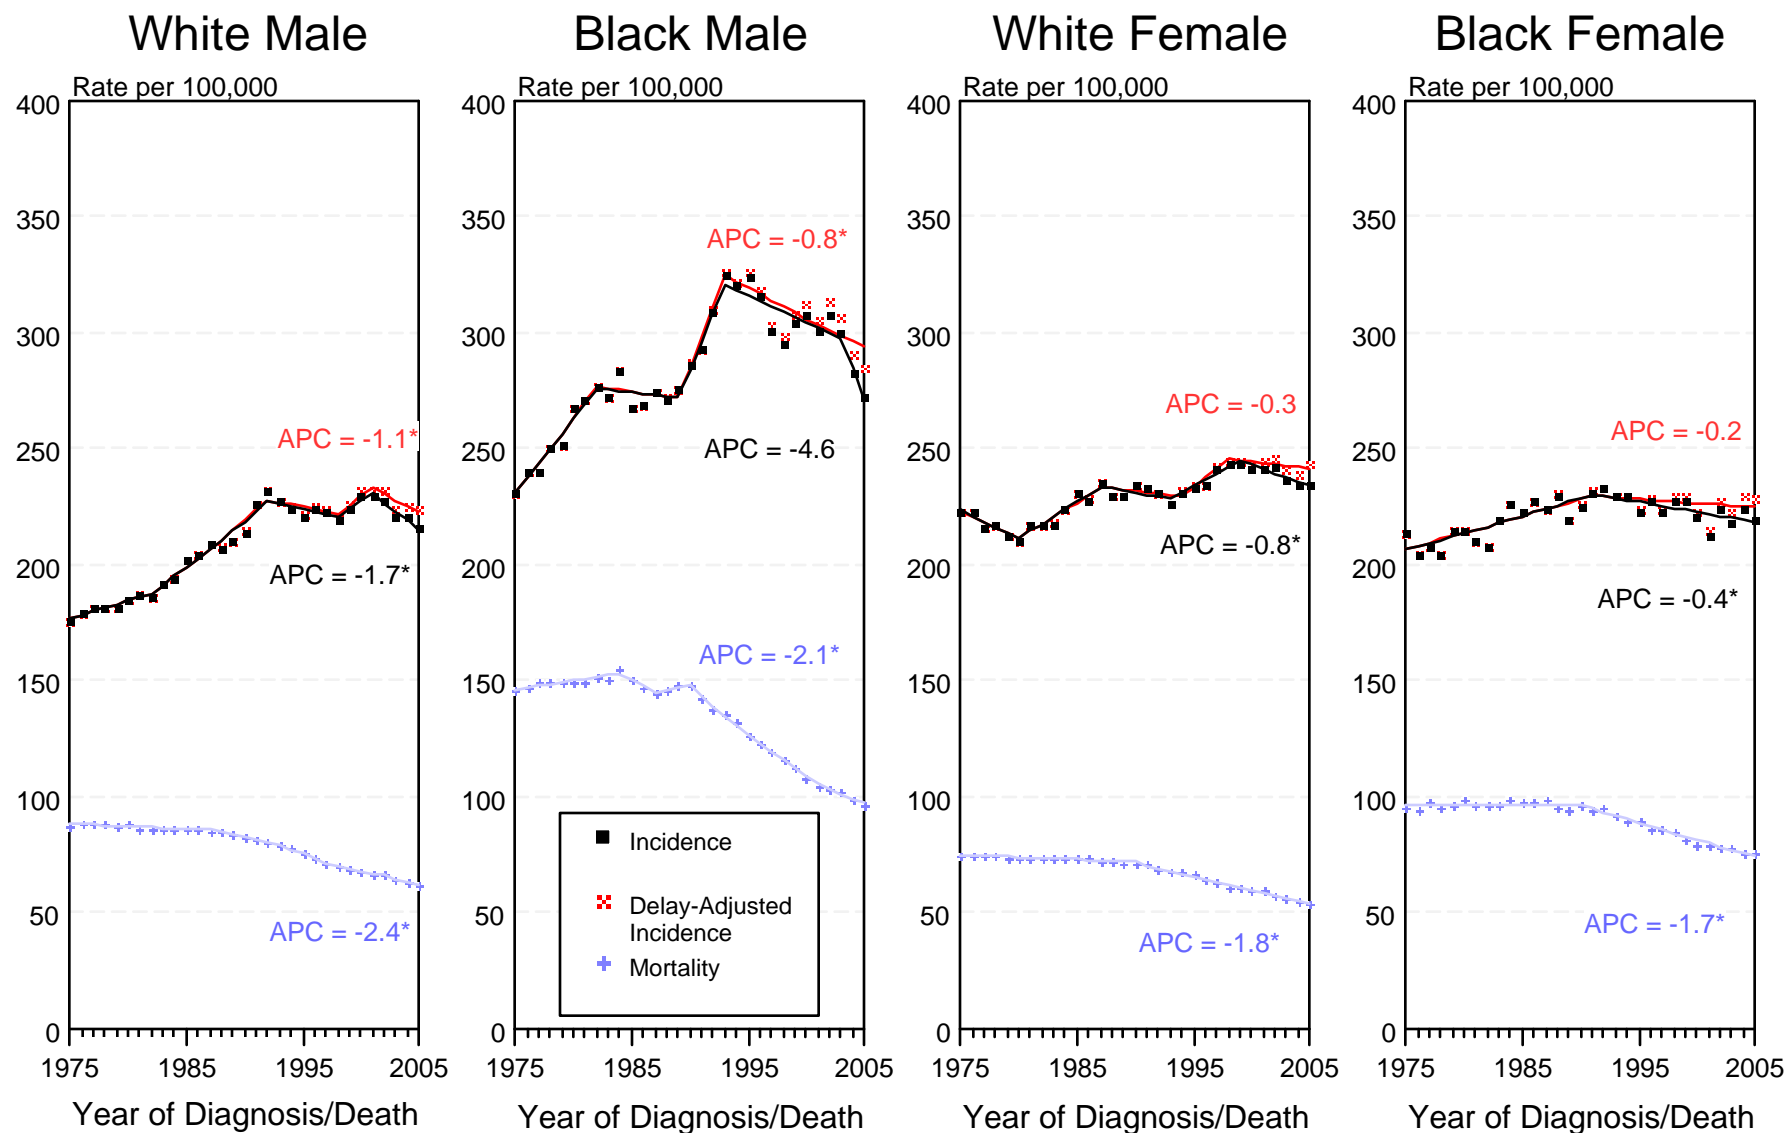 White Male
Black Male
White Female
Black Female
Rate per 100,000
Rate per 100,000
Rate per 100,000
Rate per 100,000
400
350
300
250
200
150
100
50
0
APC = -1.1*
APC = -1.7*
APC = -2.4*
1975
1985
1995
2005
Year of Diagnosis/Death
400
350
300
250
200
150
100
50
0
APC = -0.8*
APC = -4.6
APC = -2.1*
Incidence
Delay-Adjusted
Incidence
Mortality
1975
1985
1995
2005
Year of Diagnosis/Death
400
350
300
250
200
150
100
50
0
APC = -0.3
APC = -0.8*
APC = -1.8*
1975
1985
1995
2005
Year of Diagnosis/Death
400
350
300
250
200
150
100
50
0
APC = -0.2
APC = -0.4*
APC = -1.7*
1975
1985
1995
2005
Year of Diagnosis/Death